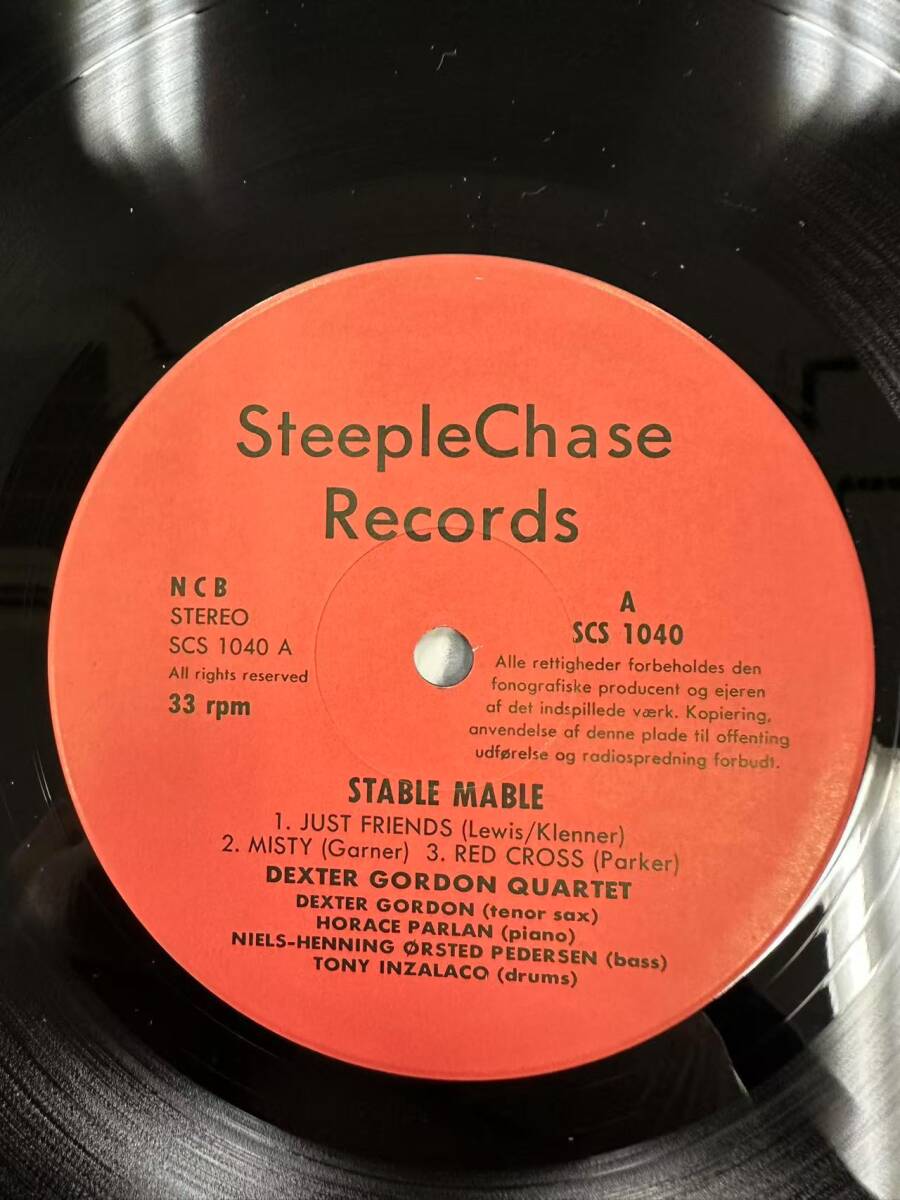 SteepleChase
Records
N C B
STEREO
SCS 1040 A
All rights reserved
33 rpm
A
SCS 1040
Alle rettigheder forbeholdes den
fonografiske producent og ejeren
af det indspillede værk. Kopiering,
anvendelse af denne plade til offenting
udførelse og radiospredning forbudt.
STABLE MABLE
1. JUST FRIENDS (Lewis/Klenner)
2. MISTY (Garner) 3. RED CROSS (Parker)
DEXTER GORDON QUARTET
DEXTER GORDON (tenor sax)
HORACE PARLAN (piano)
NIELS-HENNING ØRSTED PEDERSEN (bass)
TONY INZALACO (drums)